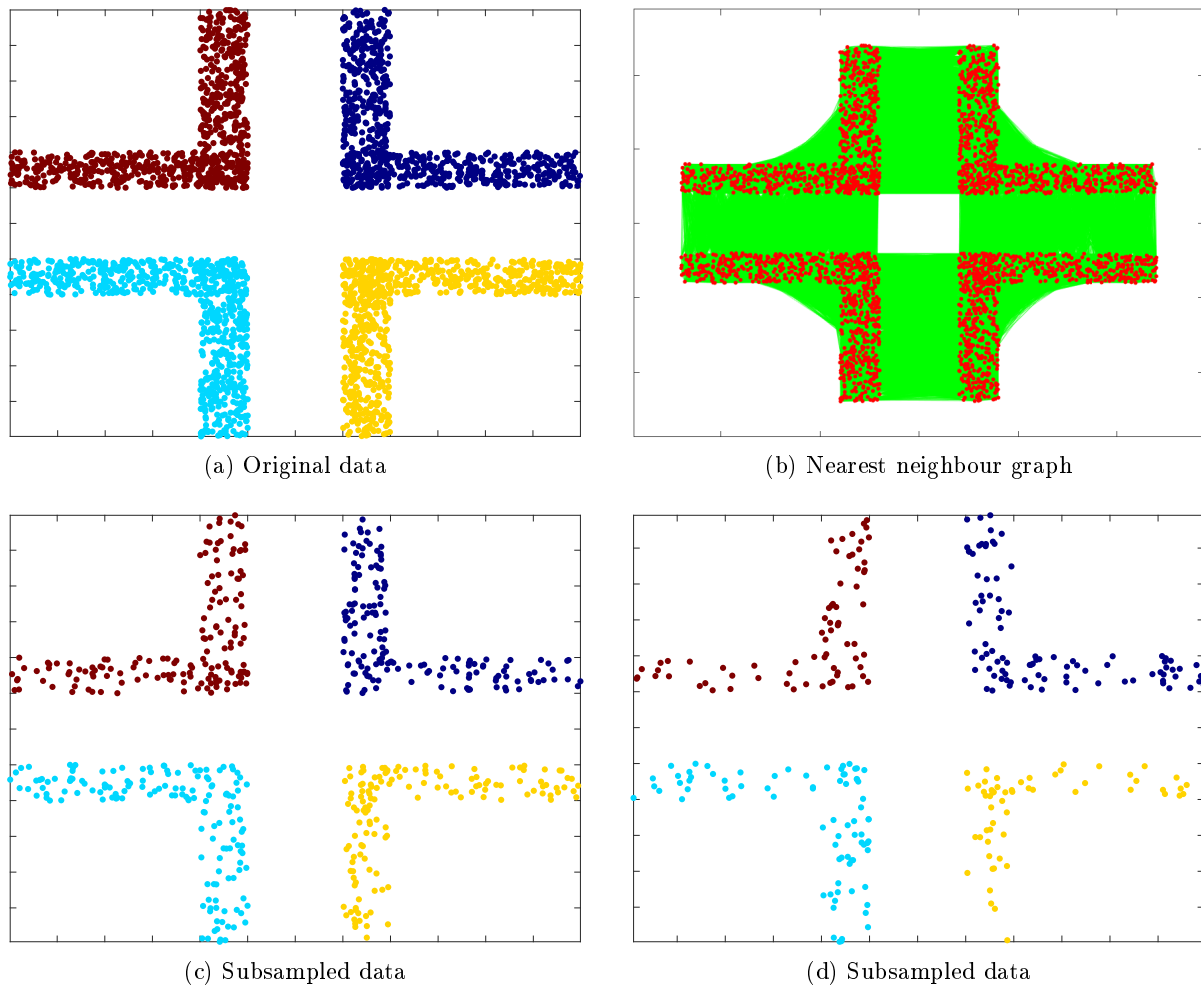 (a) Original data
(b) Nearest neighbour graph
(c) Subsampled data
(d) Subsampled data